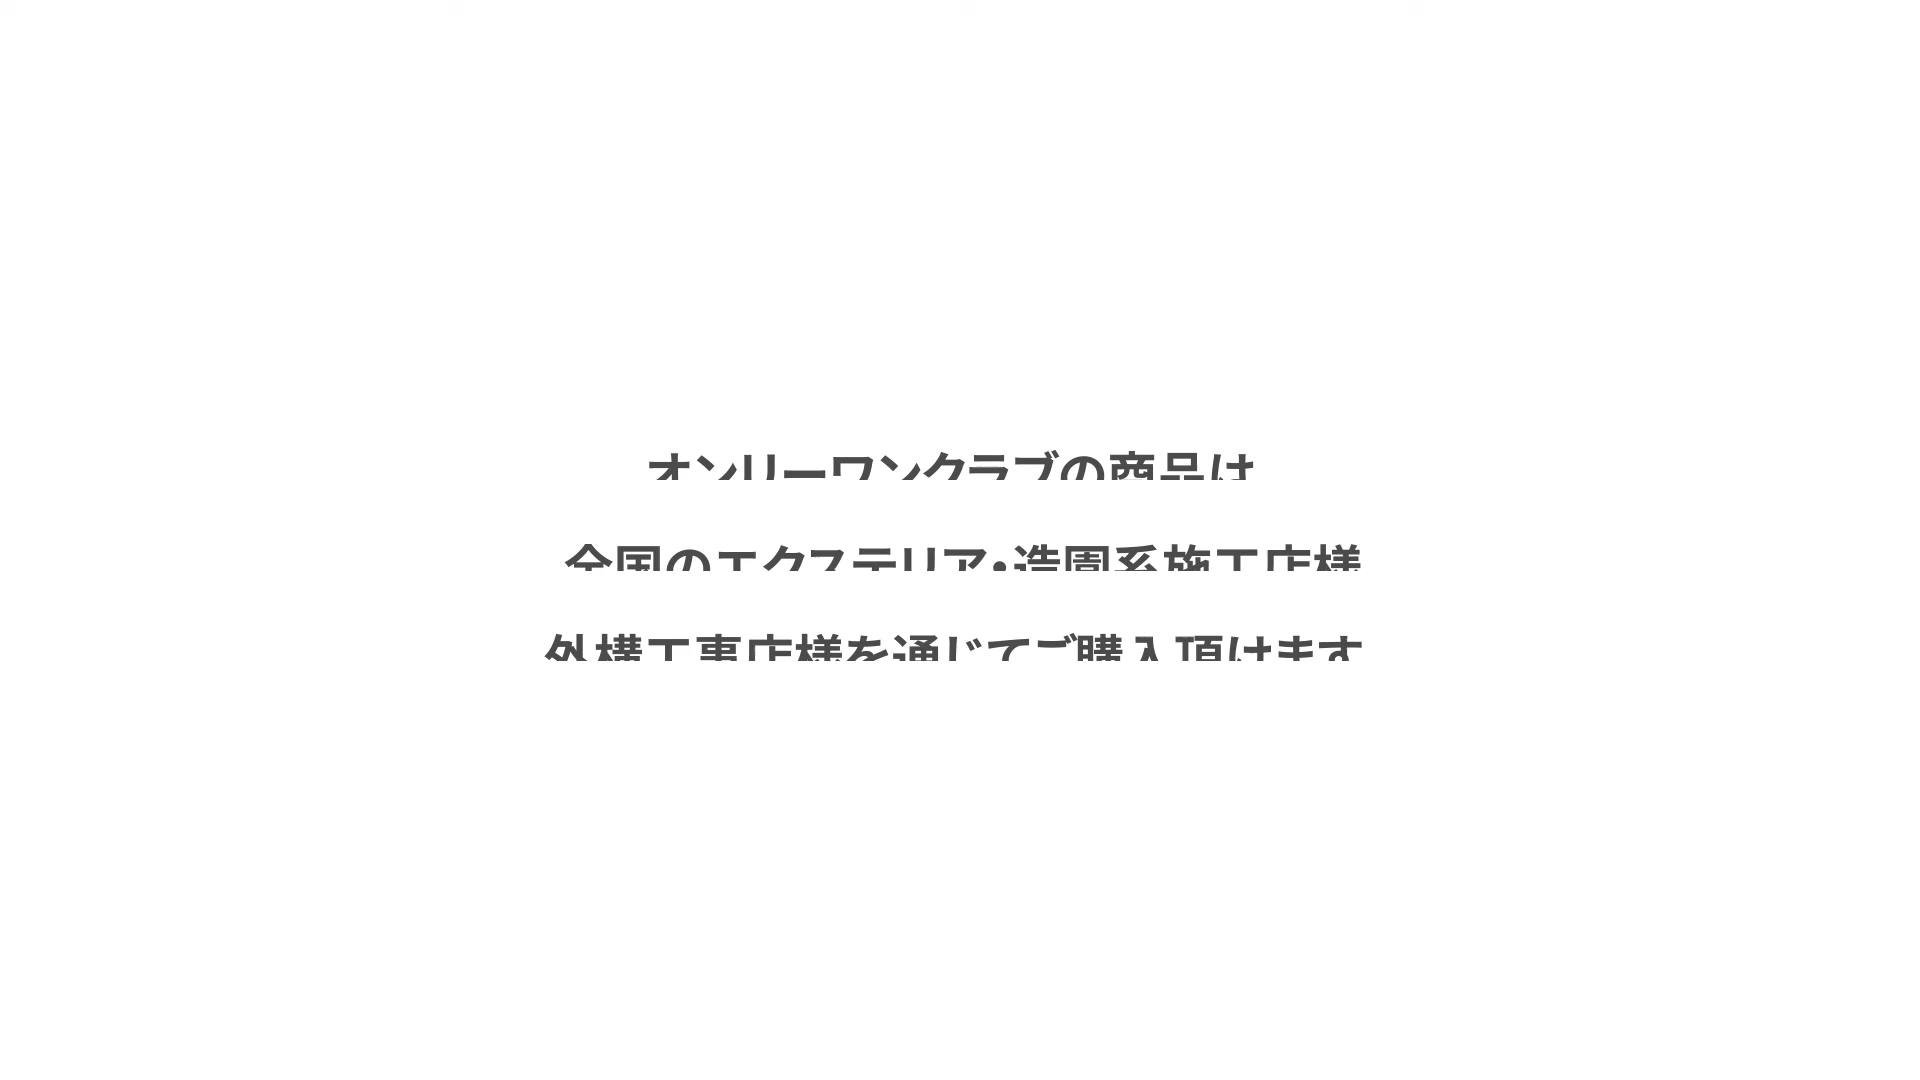 オンリーワンクラブの商品は
全国のエクステリア・造園系施工店様
外構工事店様を通じてご購入頂けます